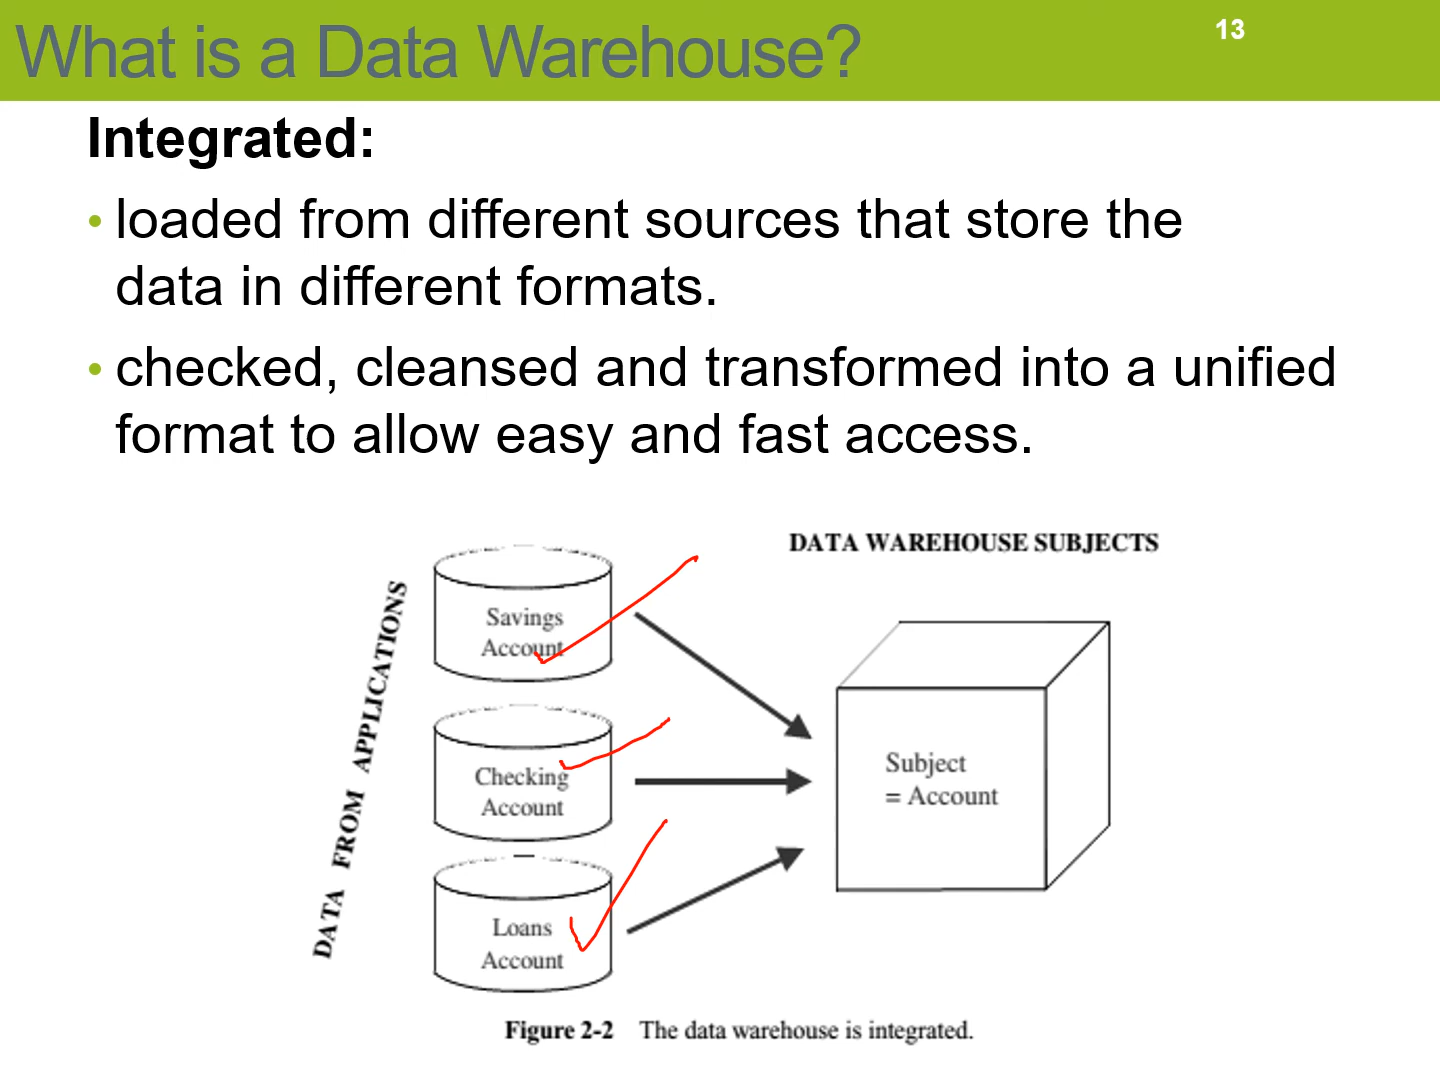 What is a Data Warehouse?
13
Integrated:
• loaded from different sources that store the
data in different formats.
• checked, cleansed and transformed into a unified
format to allow easy and fast access.
DATA WAREHOUSE SUBJECTS
DATA FROM APPLICATIONS
Savings
Account
Checking
Account
Loans
Account
Subject
= Account
Figure 2-2 The data warehouse is integrated.